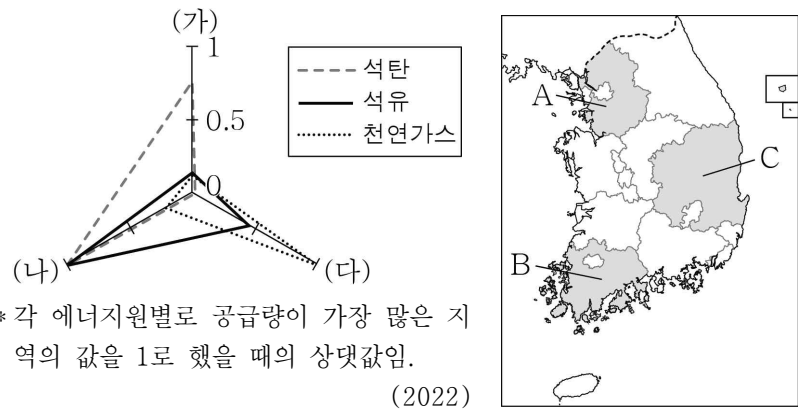 (가)
1
0.5
0
(나)
(다)
석탄
석유
천연가스
* 각 에너지원별로 공급량이 가장 많은 지
역의 값을 1로 했을 때의 상댓값임.
(2022)
A
B
C